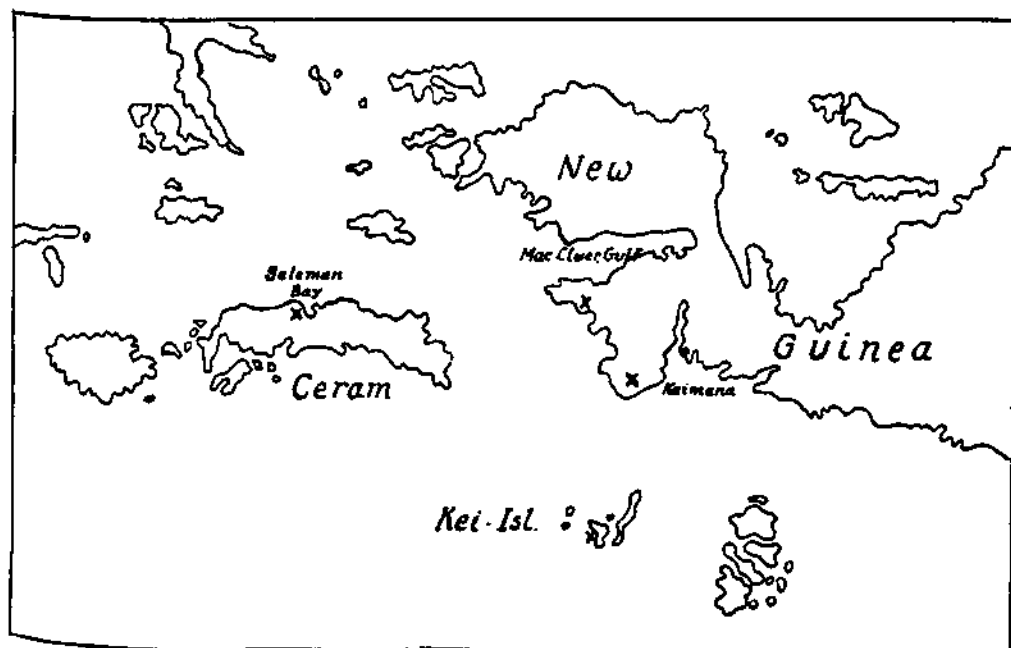 New
Mac Cluer Gulf
Saleman
Bay
Guinea
Ceram
Kaimana
Kei-Isl.